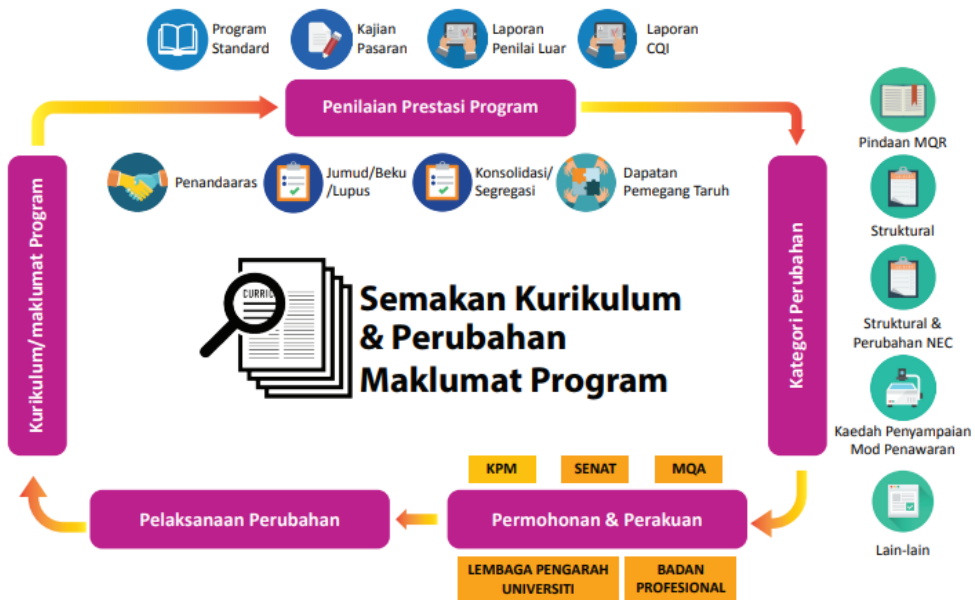 Program
Standard
Kajian
Pasaran
Laporan
Penilai Luar
Laporan
CQI
Penilaian Prestasi Program
Penandaaras
Jumud/Beku
/Lupus
Konsolidasi/
Segregasi
Dapatan
Pemegang Taruh
Kurikulum/maklumat Program
CURRIC
Semakan Kurikulum
& Perubahan
Maklumat Program
Kategori Perubahan
Pindaan MQR
Struktural
Struktural &
Perubahan NEC
Kaedah Penyampaian
Mod Penawaran
Lain-lain
KPM
SENAT
MQA
Pelaksanaan Perubahan
Permohonan & Perakuan
LEMBAGA PENGARAH
UNIVERSITI
BADAN
PROFESIONAL